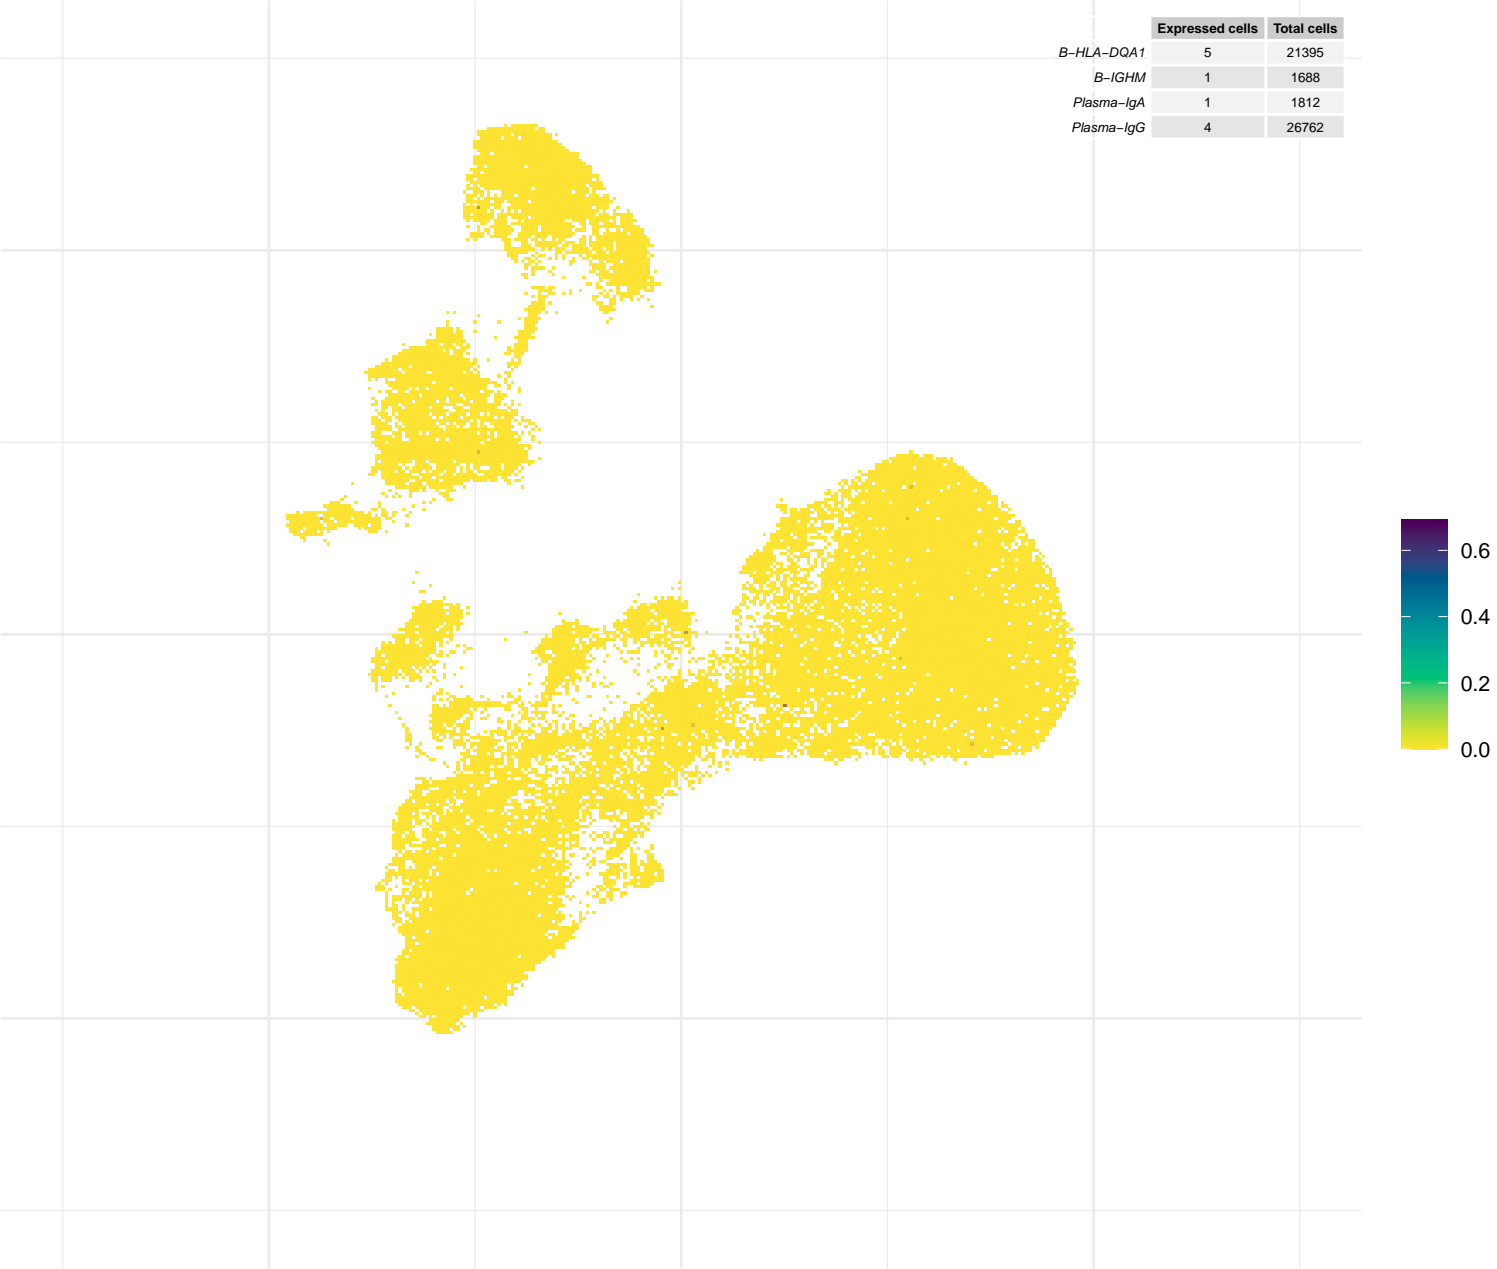 Expressed cells Total cells
B−HLA−DQA1 5 21395
B−IGHM 1 1688
Plasma−IgA 1 1812
Plasma−IgG 4 26762
0.6
0.4
0.2
0.0